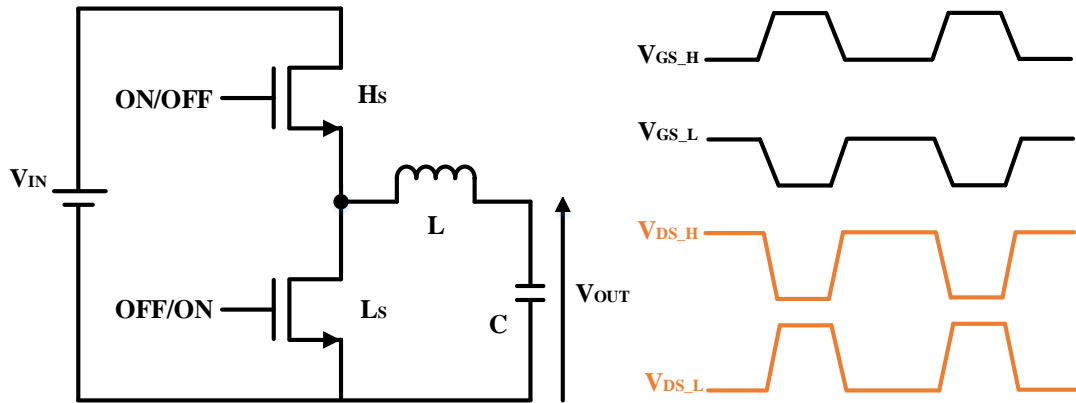 ON/OFF
HS
VIN
L
OFF/ON
LS
C
VOUT
VGS_H
VGS_L
VDS_H
VDS_L